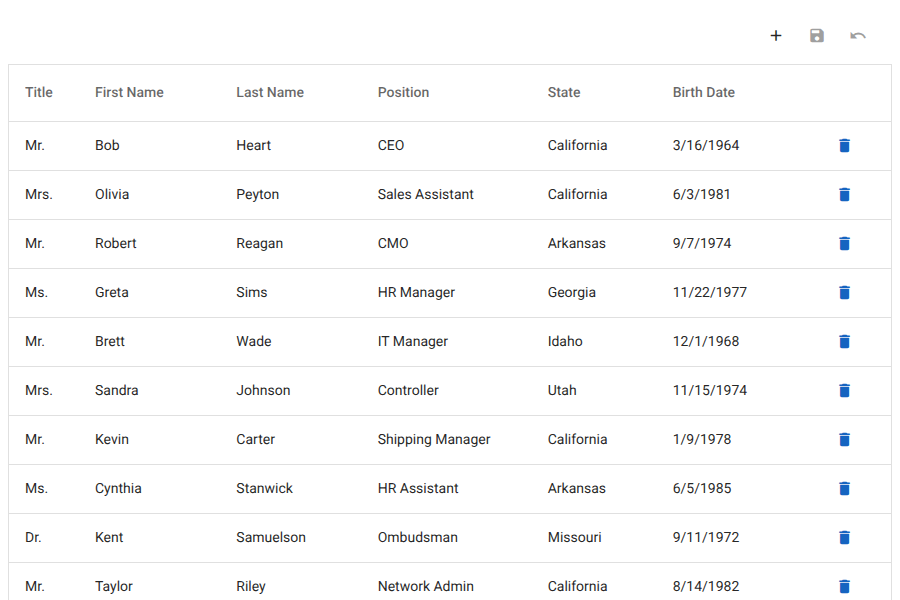 Title First Name Last Name Position State Birth Date
Mr. Bob Heart CEO California 3/16/1964
Mrs. Olivia Peyton Sales Assistant California 6/3/1981
Mr. Robert Reagan CMO Arkansas 9/7/1974
Ms. Greta Sims HR Manager Georgia 11/22/1977
Mr. Brett Wade IT Manager Idaho 12/1/1968
Mrs. Sandra Johnson Controller Utah 11/15/1974
Mr. Kevin Carter Shipping Manager California 1/9/1978
Ms. Cynthia Stanwick HR Assistant Arkansas 6/5/1985
Dr. Kent Samuelson Ombudsman Missouri 9/11/1972
Mr. Taylor Riley Network Admin California 8/14/1982